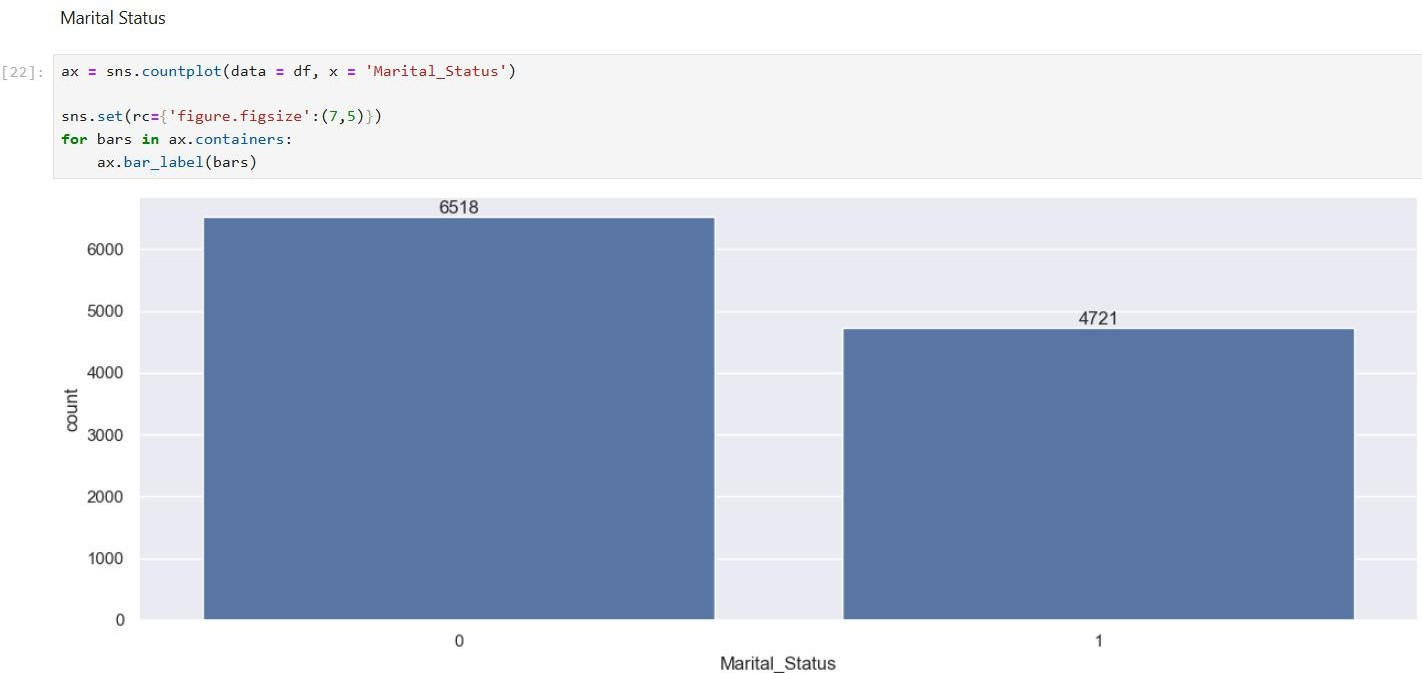 Marital Status
[22]:
ax = sns.countplot(data = df, x = 'Marital_Status')
sns.set(rc={'figure.figsize':(7,5)})
for bars in ax.containers:
    ax.bar_label(bars)
6518
4721
6000
5000
4000
3000
2000
1000
0
count
0
1
Marital_Status